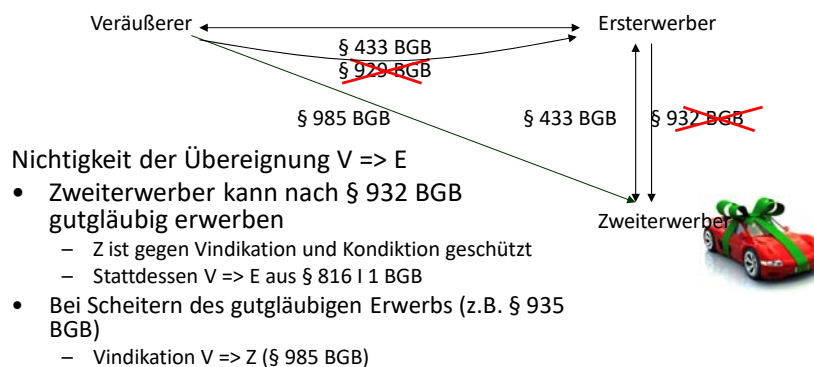 Veräußerer
Ersterwerber
§ 433 BGB
§ 929 BGB
§ 985 BGB
§ 433 BGB
§ 932 BGB
Nichtigkeit der Übereignung V => E
• Zweiterwerber kann nach § 932 BGB
gutgläubig erwerben
Zweiterwerber
– Z ist gegen Vindikation und Kondiktion geschützt
– Stattdessen V => E aus § 816 I 1 BGB
• Bei Scheitern des gutgläubigen Erwerbs (z.B. § 935
BGB)
– Vindikation V => Z (§ 985 BGB)